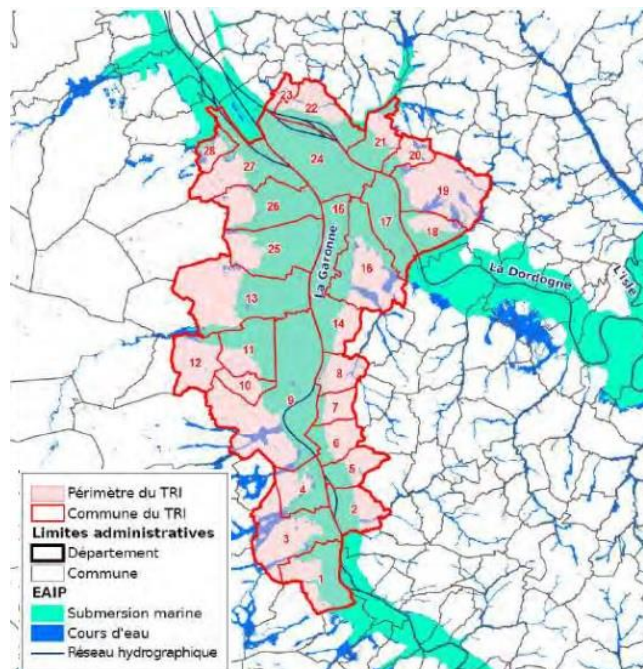 23
22
21
28
24
20
27
19
26
15
17
18
25
16
La Garonne
La Dordogne
L'Isle
13
14
11
12
8
10
9
7
6
5
4
2
3
1
Périmètre du TRI
Commune du TRI
Limites administratives
Département
Commune
EAIP
Submersion marine
Cours d'eau
Réseau hydrographique